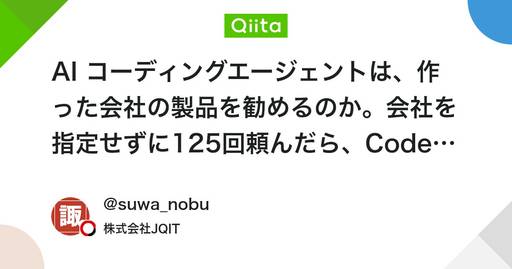 Qiita
AI コーディングエージェントは、作
った会社の製品を勧めるのか。会社を
指定せずに125回頼んだら、Code…
諏
@suwa_nobu
株式会社JQIT